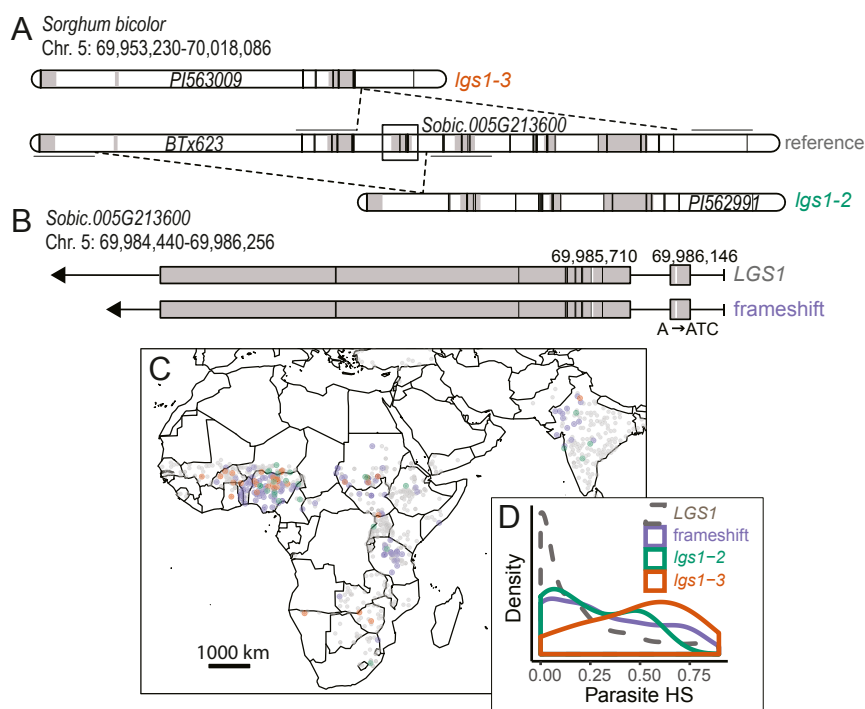 A
Sorghum bicolor
Chr. 5: 69,953,230-70,018,086
PI563009
lgs1-3
Sobic.005G213600
BTx623
reference
PI562991
lgs1-2
B
Sobic.005G213600
Chr. 5: 69,984,440-69,986,256
69,985,710
69,986,146
LGS1
frameshift
A→ATC
C
1000 km
D
LGS1
frameshift
lgs1−2
lgs1−3
Density
0.00
0.25
0.50
0.75
Parasite HS